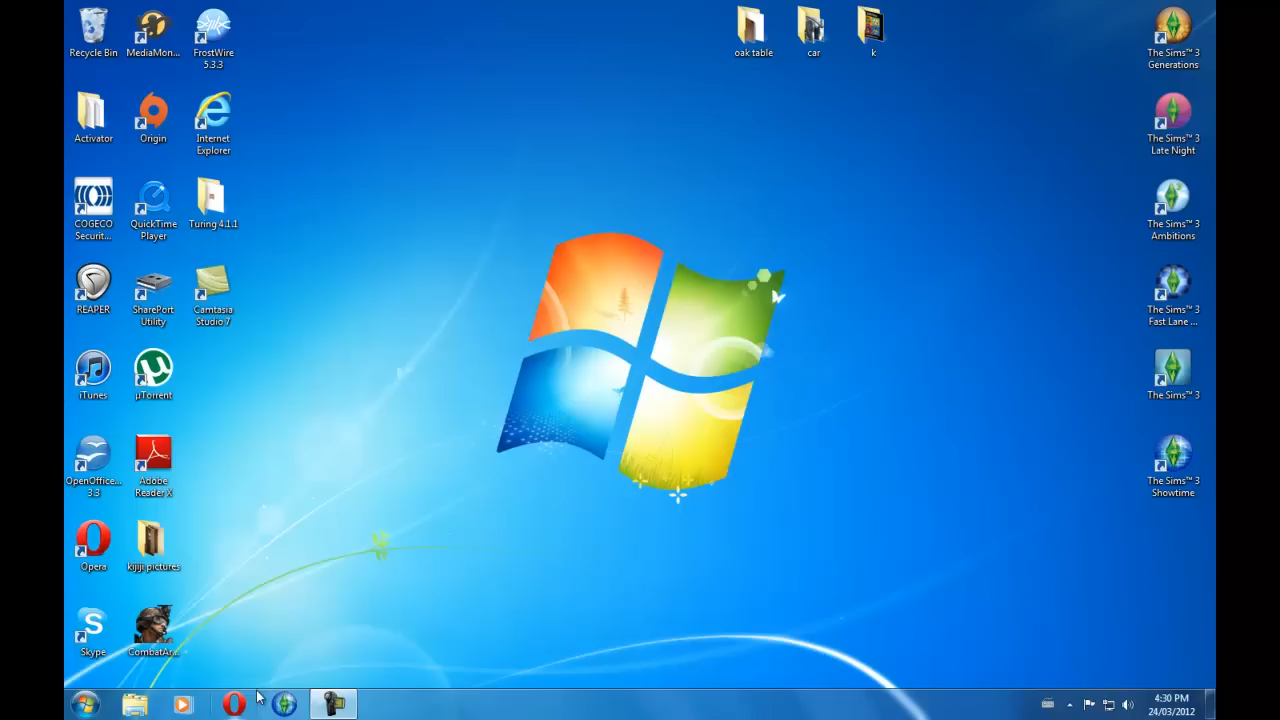 Recycle Bin
MediaMon...
FrostWire
5.3.3
Activator
Origin
Internet
Explorer
COGECO
Securit...
QuickTime
Player
Turing 4.1.1
REAPER
SharePort
Utility
Camtasia
Studio 7
iTunes
µTorrent
OpenOffice...
3.3
Adobe
Reader X
Opera
kijiji pictures
Skype
CombatAr...
oak table
car
k
The Sims™ 3
Generations
The Sims™ 3
Late Night
The Sims™ 3
Ambitions
The Sims™ 3
Fast Lane ...
The Sims™ 3
The Sims™ 3
Showtime
4:30 PM
24/03/2012